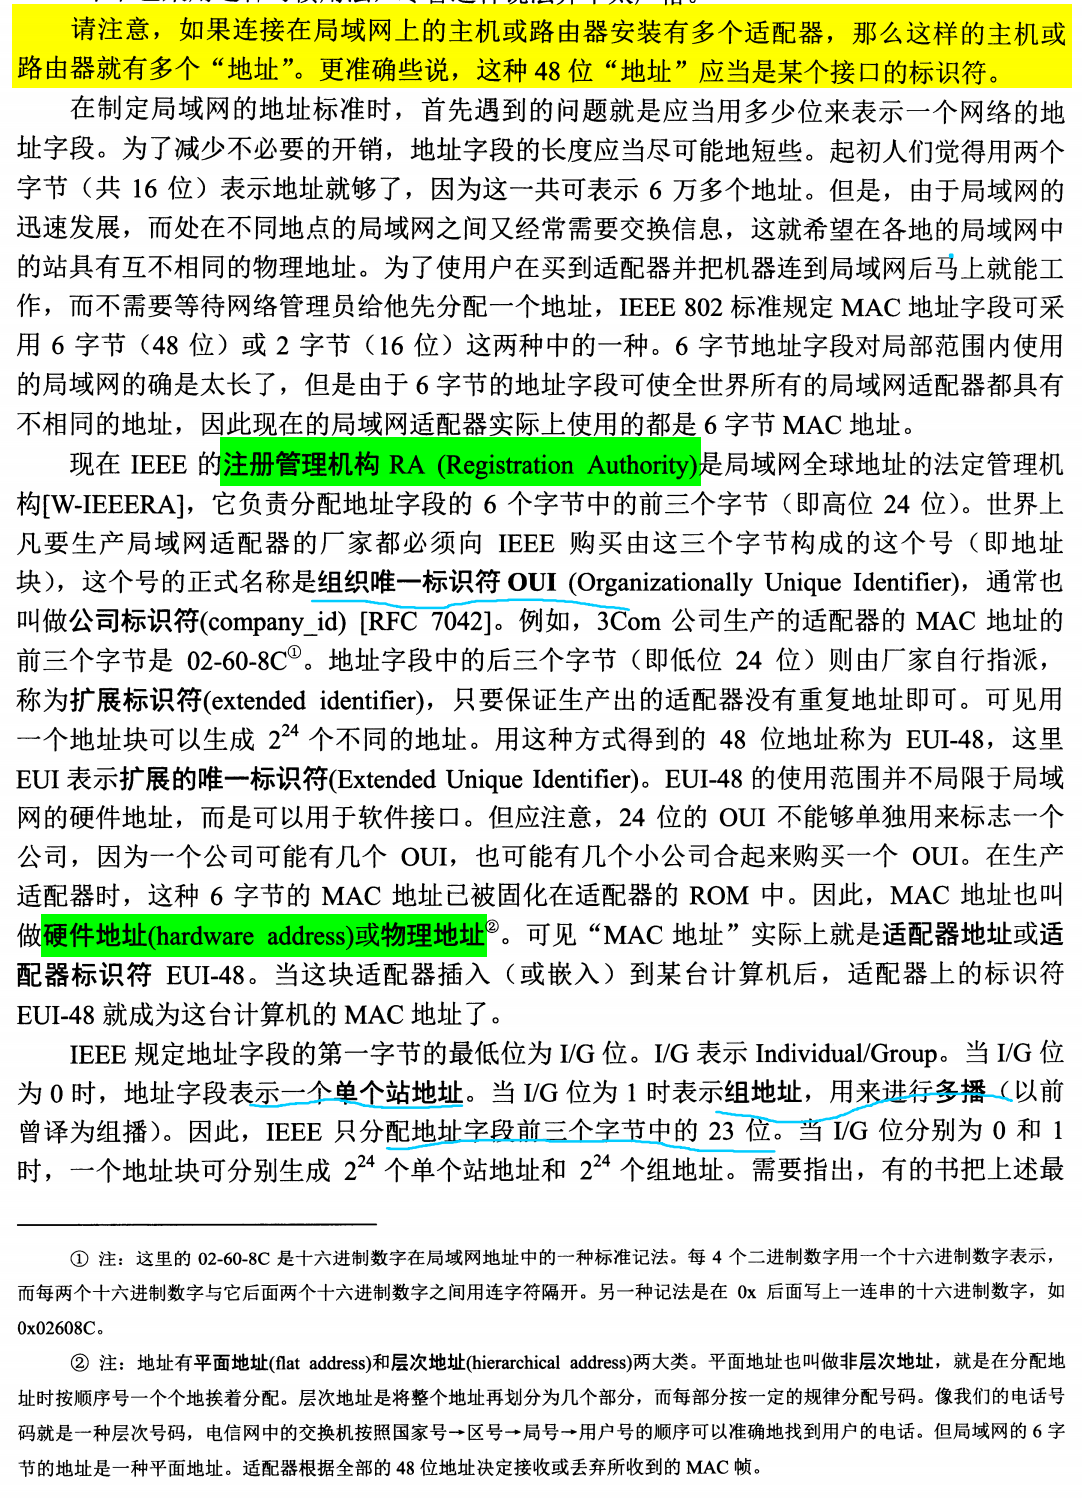 请注意，如果连接在局域网上的主机或路由器安装有多个适配器，那么这样的主机或
路由器就有多个“地址”。更准确些说，这种 48 位“地址”应当是某个接口的标识符。
在制定局域网的地址标准时，首先遇到的问题就是应当用多少位来表示一个网络的地
址字段。为了减少不必要的开销，地址字段的长度应当尽可能地短些。起初人们觉得用两个
字节（共 16 位）表示地址就够了，因为这一共可表示 6 万多个地址。但是，由于局域网的
迅速发展，而处在不同地点的局域网之间又经常需要交换信息，这就希望在各地的局域网中
的站具有互不相同的物理地址。为了使用户在买到适配器并把机器连到局域网后马上就能工
作，而不需要等待网络管理员给他先分配一个地址，IEEE 802 标准规定 MAC 地址字段可采
用 6 字节（48 位）或 2 字节（16 位）这两种中的一种。6 字节地址字段对局部范围内使用
的局域网的确是太长了，但是由于 6 字节的地址字段可使全世界所有的局域网适配器都具有
不相同的地址，因此现在的局域网适配器实际上使用的都是 6 字节 MAC 地址。
现在 IEEE 的注册管理机构 RA (Registration Authority)是局域网全球地址的法定管理机
构[W-IEEERA]，它负责分配地址字段的 6 个字节中的前三个字节（即高位 24 位）。世界上
凡要生产局域网适配器的厂家都必须向 IEEE 购买由这三个字节构成的这个号（即地址
块），这个号的正式名称是组织唯一标识符 OUI (Organizationally Unique Identifier)，通常也
叫做公司标识符(company_id) [RFC 7042]。例如，3Com 公司生产的适配器的 MAC 地址的
前三个字节是 02-60-8C①。地址字段中的后三个字节（即低位 24 位）则由厂家自行指派，
称为扩展标识符(extended identifier)，只要保证生产出的适配器没有重复地址即可。可见用
一个地址块可以生成 2²⁴ 个不同的地址。用这种方式得到的 48 位地址称为 EUI-48，这里
EUI 表示扩展的唯一标识符(Extended Unique Identifier)。EUI-48 的使用范围并不局限于局域
网的硬件地址，而是可以用于软件接口。但应注意，24 位的 OUI 不能够单独用来标志一个
公司，因为一个公司可能有几个 OUI，也可能有几个小公司合起来购买一个 OUI。在生产
适配器时，这种 6 字节的 MAC 地址已被固化在适配器的 ROM 中。因此，MAC 地址也叫
做硬件地址(hardware address)或物理地址②。可见“MAC 地址”实际上就是适配器地址或适
配器标识符 EUI-48。当这块适配器插入（或嵌入）到某台计算机后，适配器上的标识符
EUI-48 就成为这台计算机的 MAC 地址了。
IEEE 规定地址字段的第一字节的最低位为 I/G 位。I/G 表示 Individual/Group。当 I/G 位
为 0 时，地址字段表示一个单个站地址。当 I/G 位为 1 时表示组地址，用来进行多播（以前
曾译为组播）。因此，IEEE 只分配地址字段前三个字节中的 23 位。当 I/G 位分别为 0 和 1
时，一个地址块可分别生成 2²⁴ 个单个站地址和 2²⁴ 个组地址。需要指出，有的书把上述最
① 注：这里的 02-60-8C 是十六进制数字在局域网地址中的一种标准记法。每 4 个二进制数字用一个十六进制数字表示，
而每两个十六进制数字与它后面两个十六进制数字之间用连字符隔开。另一种记法是在 0x 后面写上一连串的十六进制数字，如
0x02608C。
② 注：地址有平面地址(flat address)和层次地址(hierarchical address)两大类。平面地址也叫做非层次地址，就是在分配地
址时按顺序号一个个地挨着分配。层次地址是将整个地址再划分为几个部分，而每部分按一定的规律分配号码。像我们的电话号
码就是一种层次号码，电信网中的交换机按照国家号→区号→局号→用户号的顺序可以准确地找到用户的电话。但局域网的 6 字
节的地址是一种平面地址。适配器根据全部的 48 位地址决定接收或丢弃所收到的 MAC 帧。